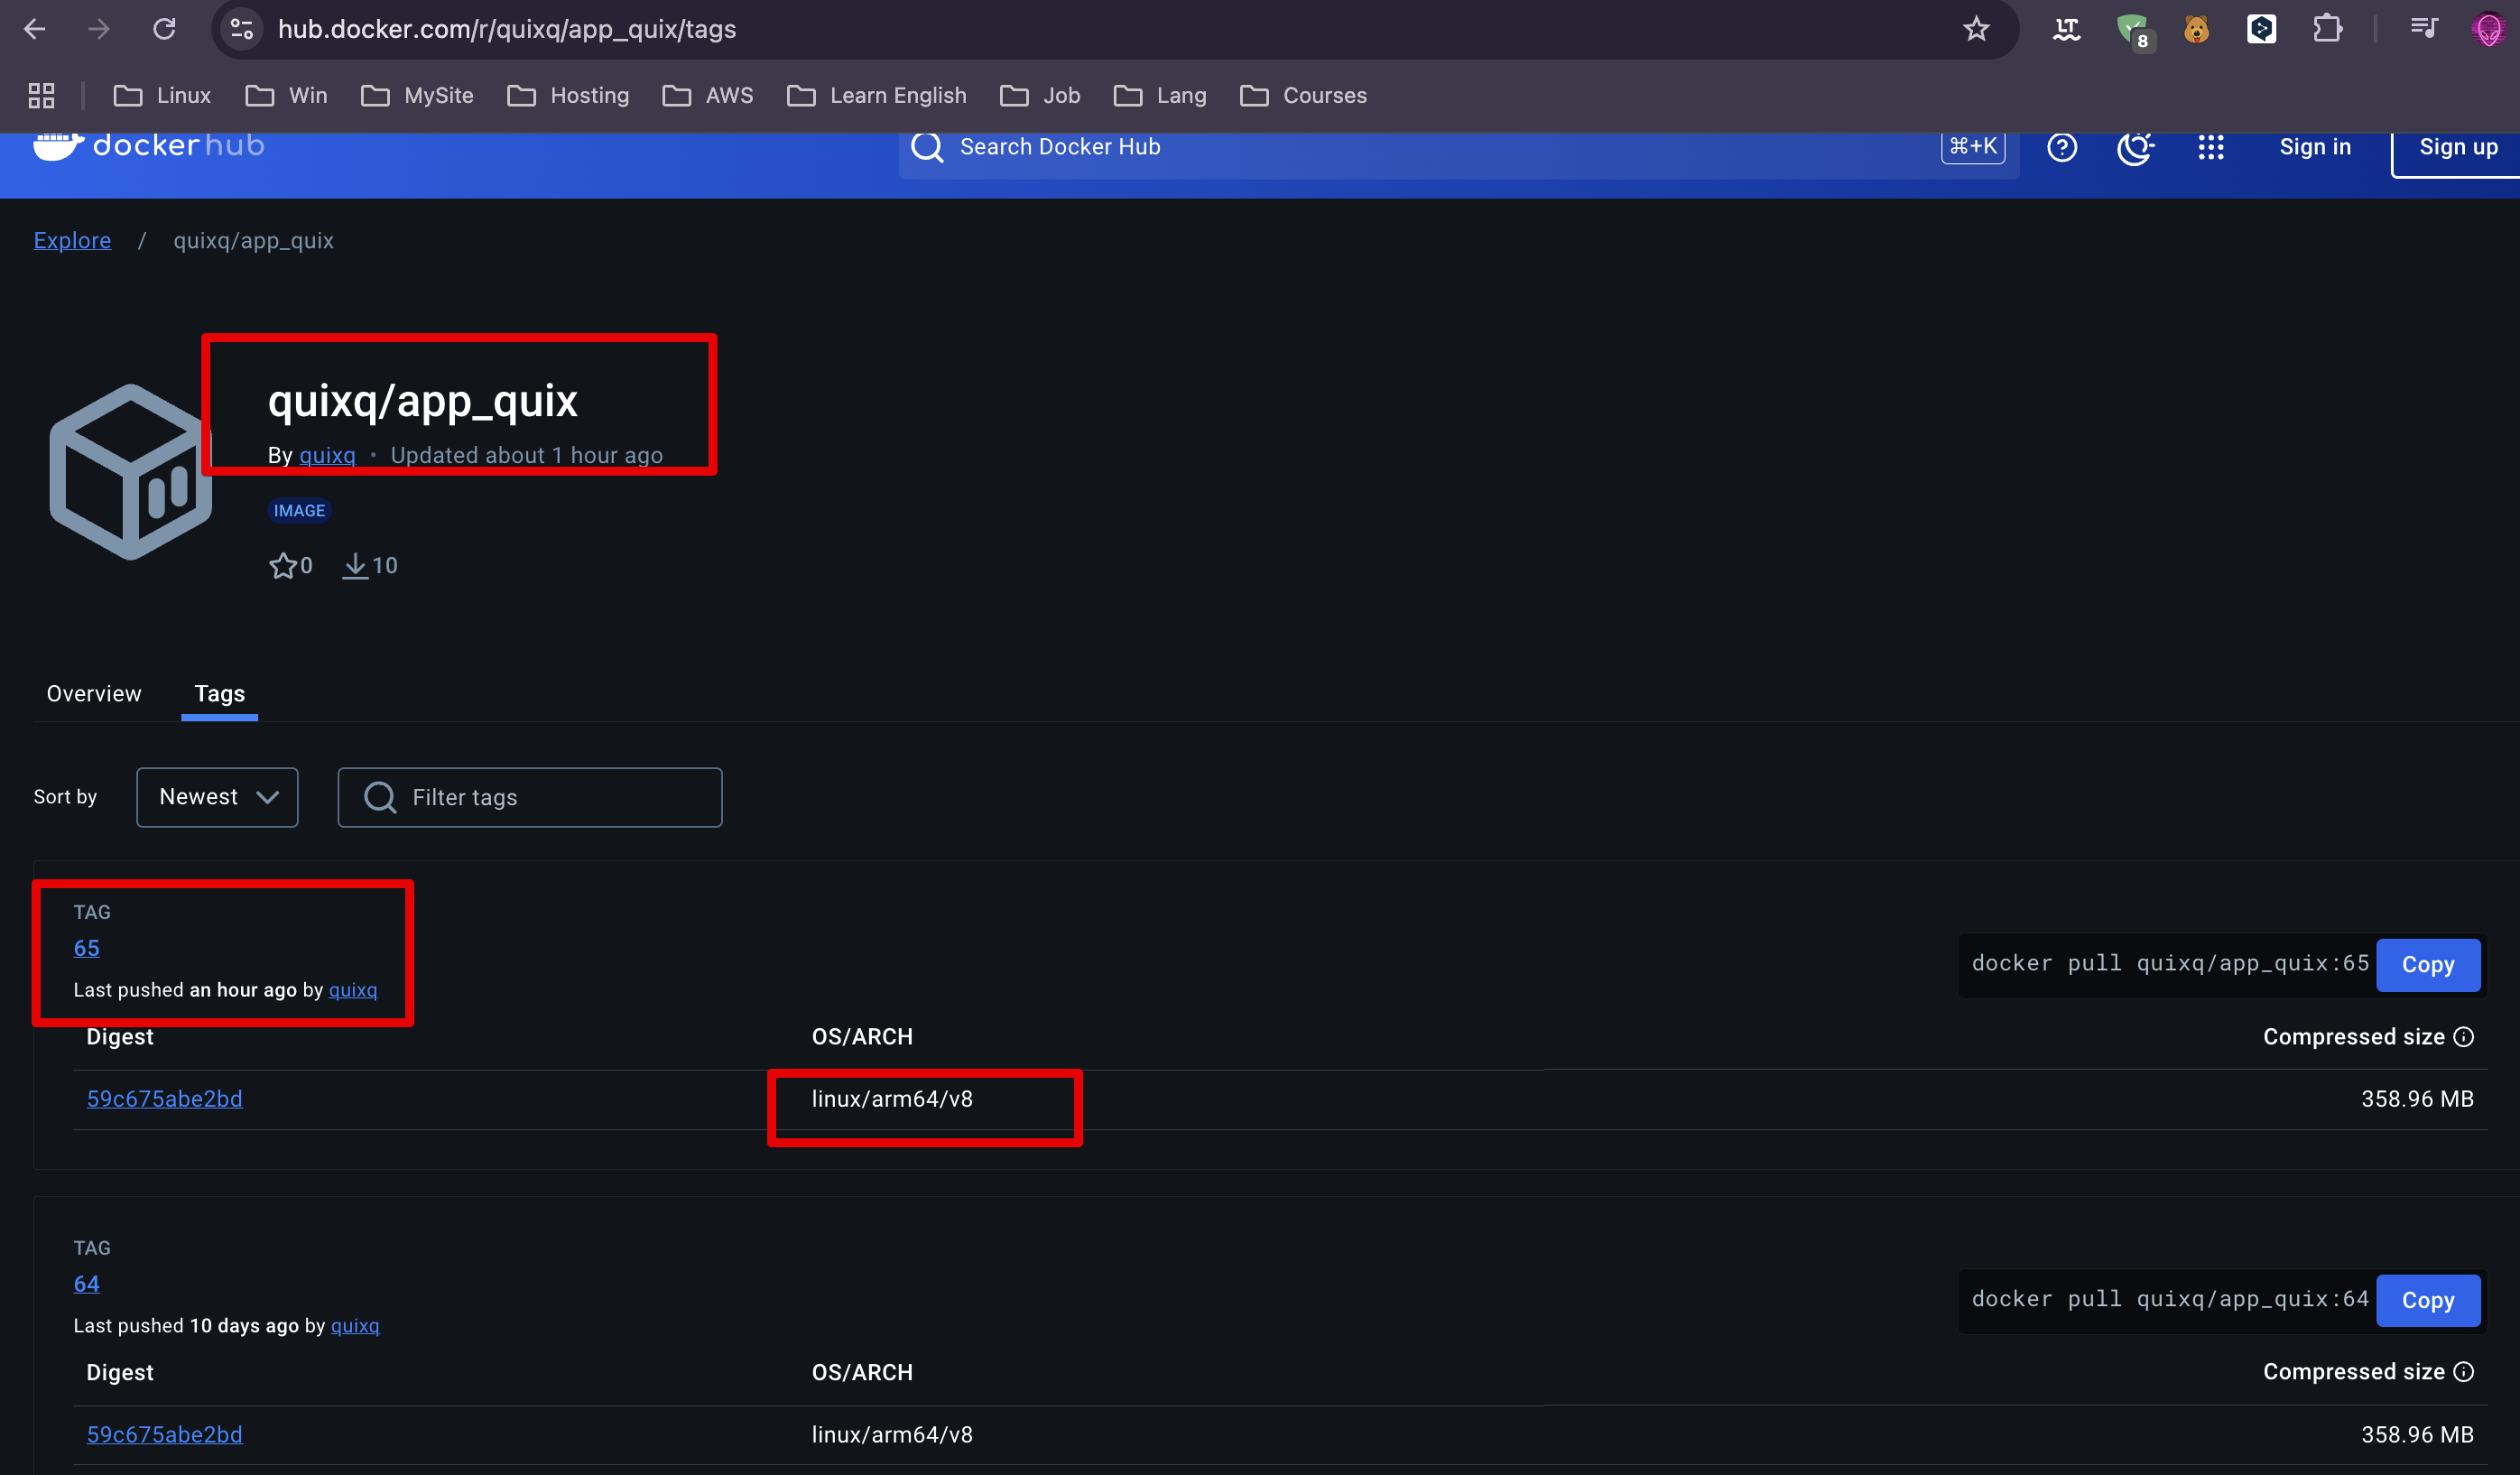 hub.docker.com/r/quixq/app_quix/tags
8
Linux Win MySite Hosting AWS Learn English Job Lang Courses
dockerhub Search Docker Hub ⌘+K Sign in Sign up
Explore / quixq/app_quix
quixq/app_quix
By quixq • Updated about 1 hour ago
IMAGE
0 10
Overview Tags
Sort by Newest Filter tags
TAG
65
docker pull quixq/app_quix:65 Copy
Last pushed an hour ago by quixq
Digest OS/ARCH Compressed size
59c675abe2bd linux/arm64/v8 358.96 MB
TAG
64
docker pull quixq/app_quix:64 Copy
Last pushed 10 days ago by quixq
Digest OS/ARCH Compressed size
59c675abe2bd linux/arm64/v8 358.96 MB